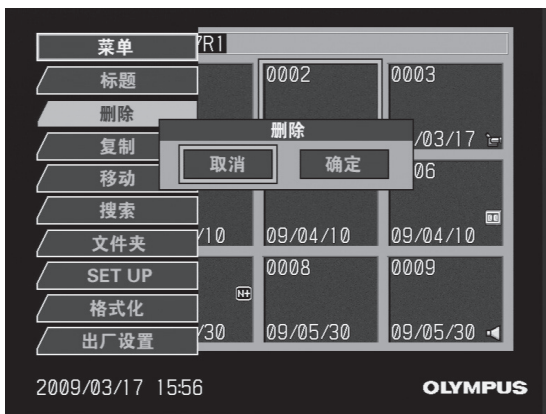 菜单
7R1
标题
0002
0003
删除
删除
复制
/03/17
取消
确定
移动
06
搜索
文件夹
/10
09/04/10
09/04/10
SET UP
0008
0009
N+
格式化
出厂设置
/30
09/05/30
09/05/30
2009/03/17 15:56
OLYMPUS